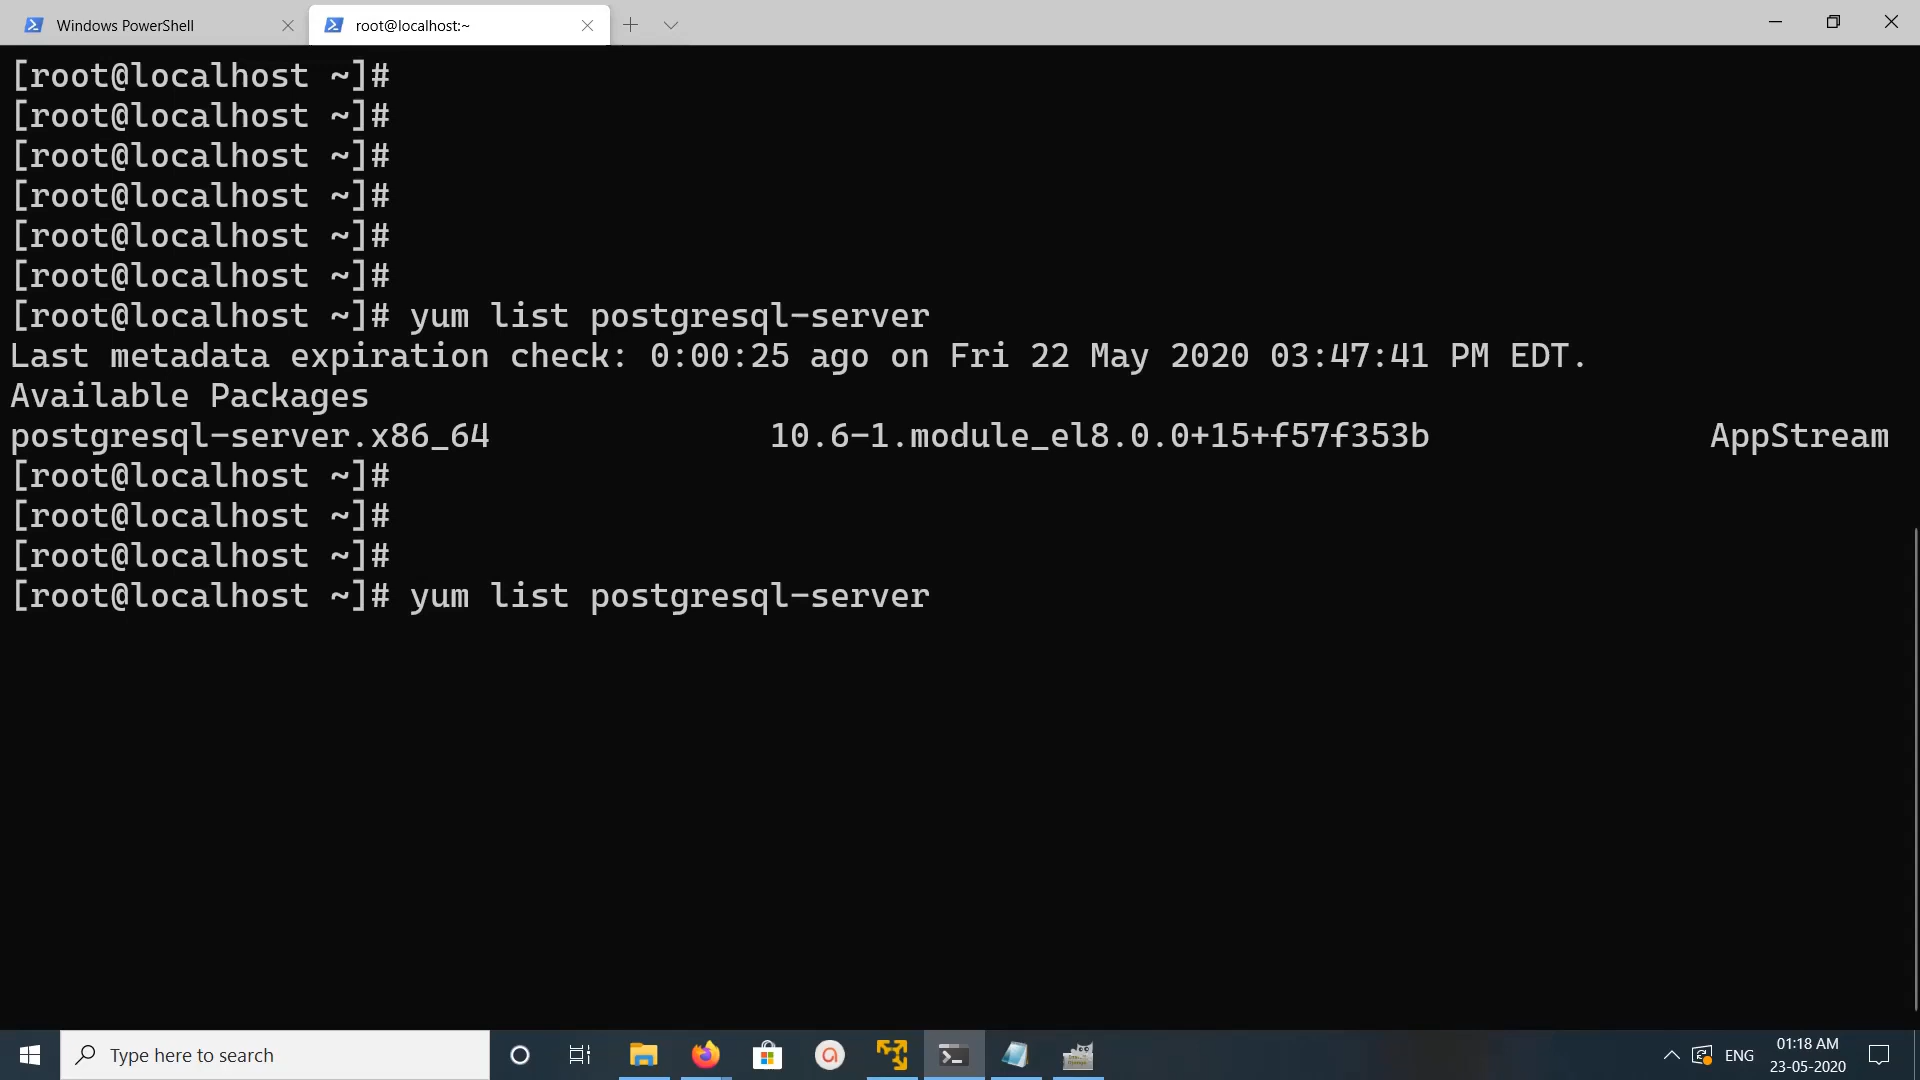 Windows PowerShell
root@localhost:~
[root@localhost ~]#
[root@localhost ~]#
[root@localhost ~]#
[root@localhost ~]#
[root@localhost ~]#
[root@localhost ~]#
[root@localhost ~]# yum list postgresql-server
Last metadata expiration check: 0:00:25 ago on Fri 22 May 2020 03:47:41 PM EDT.
Available Packages
postgresql-server.x86_64 10.6-1.module_el8.0.0+15+f57f353b AppStream
[root@localhost ~]#
[root@localhost ~]#
[root@localhost ~]#
[root@localhost ~]# yum list postgresql-server
Type here to search
ENG
01:18 AM
23-05-2020